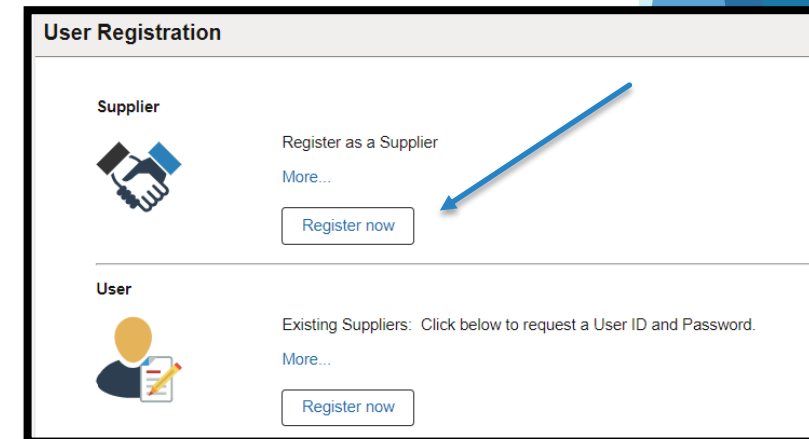 User Registration
Supplier
Register as a Supplier
More...
Register now
User
Existing Suppliers:  Click below to request a User ID and Password.
More...
Register now